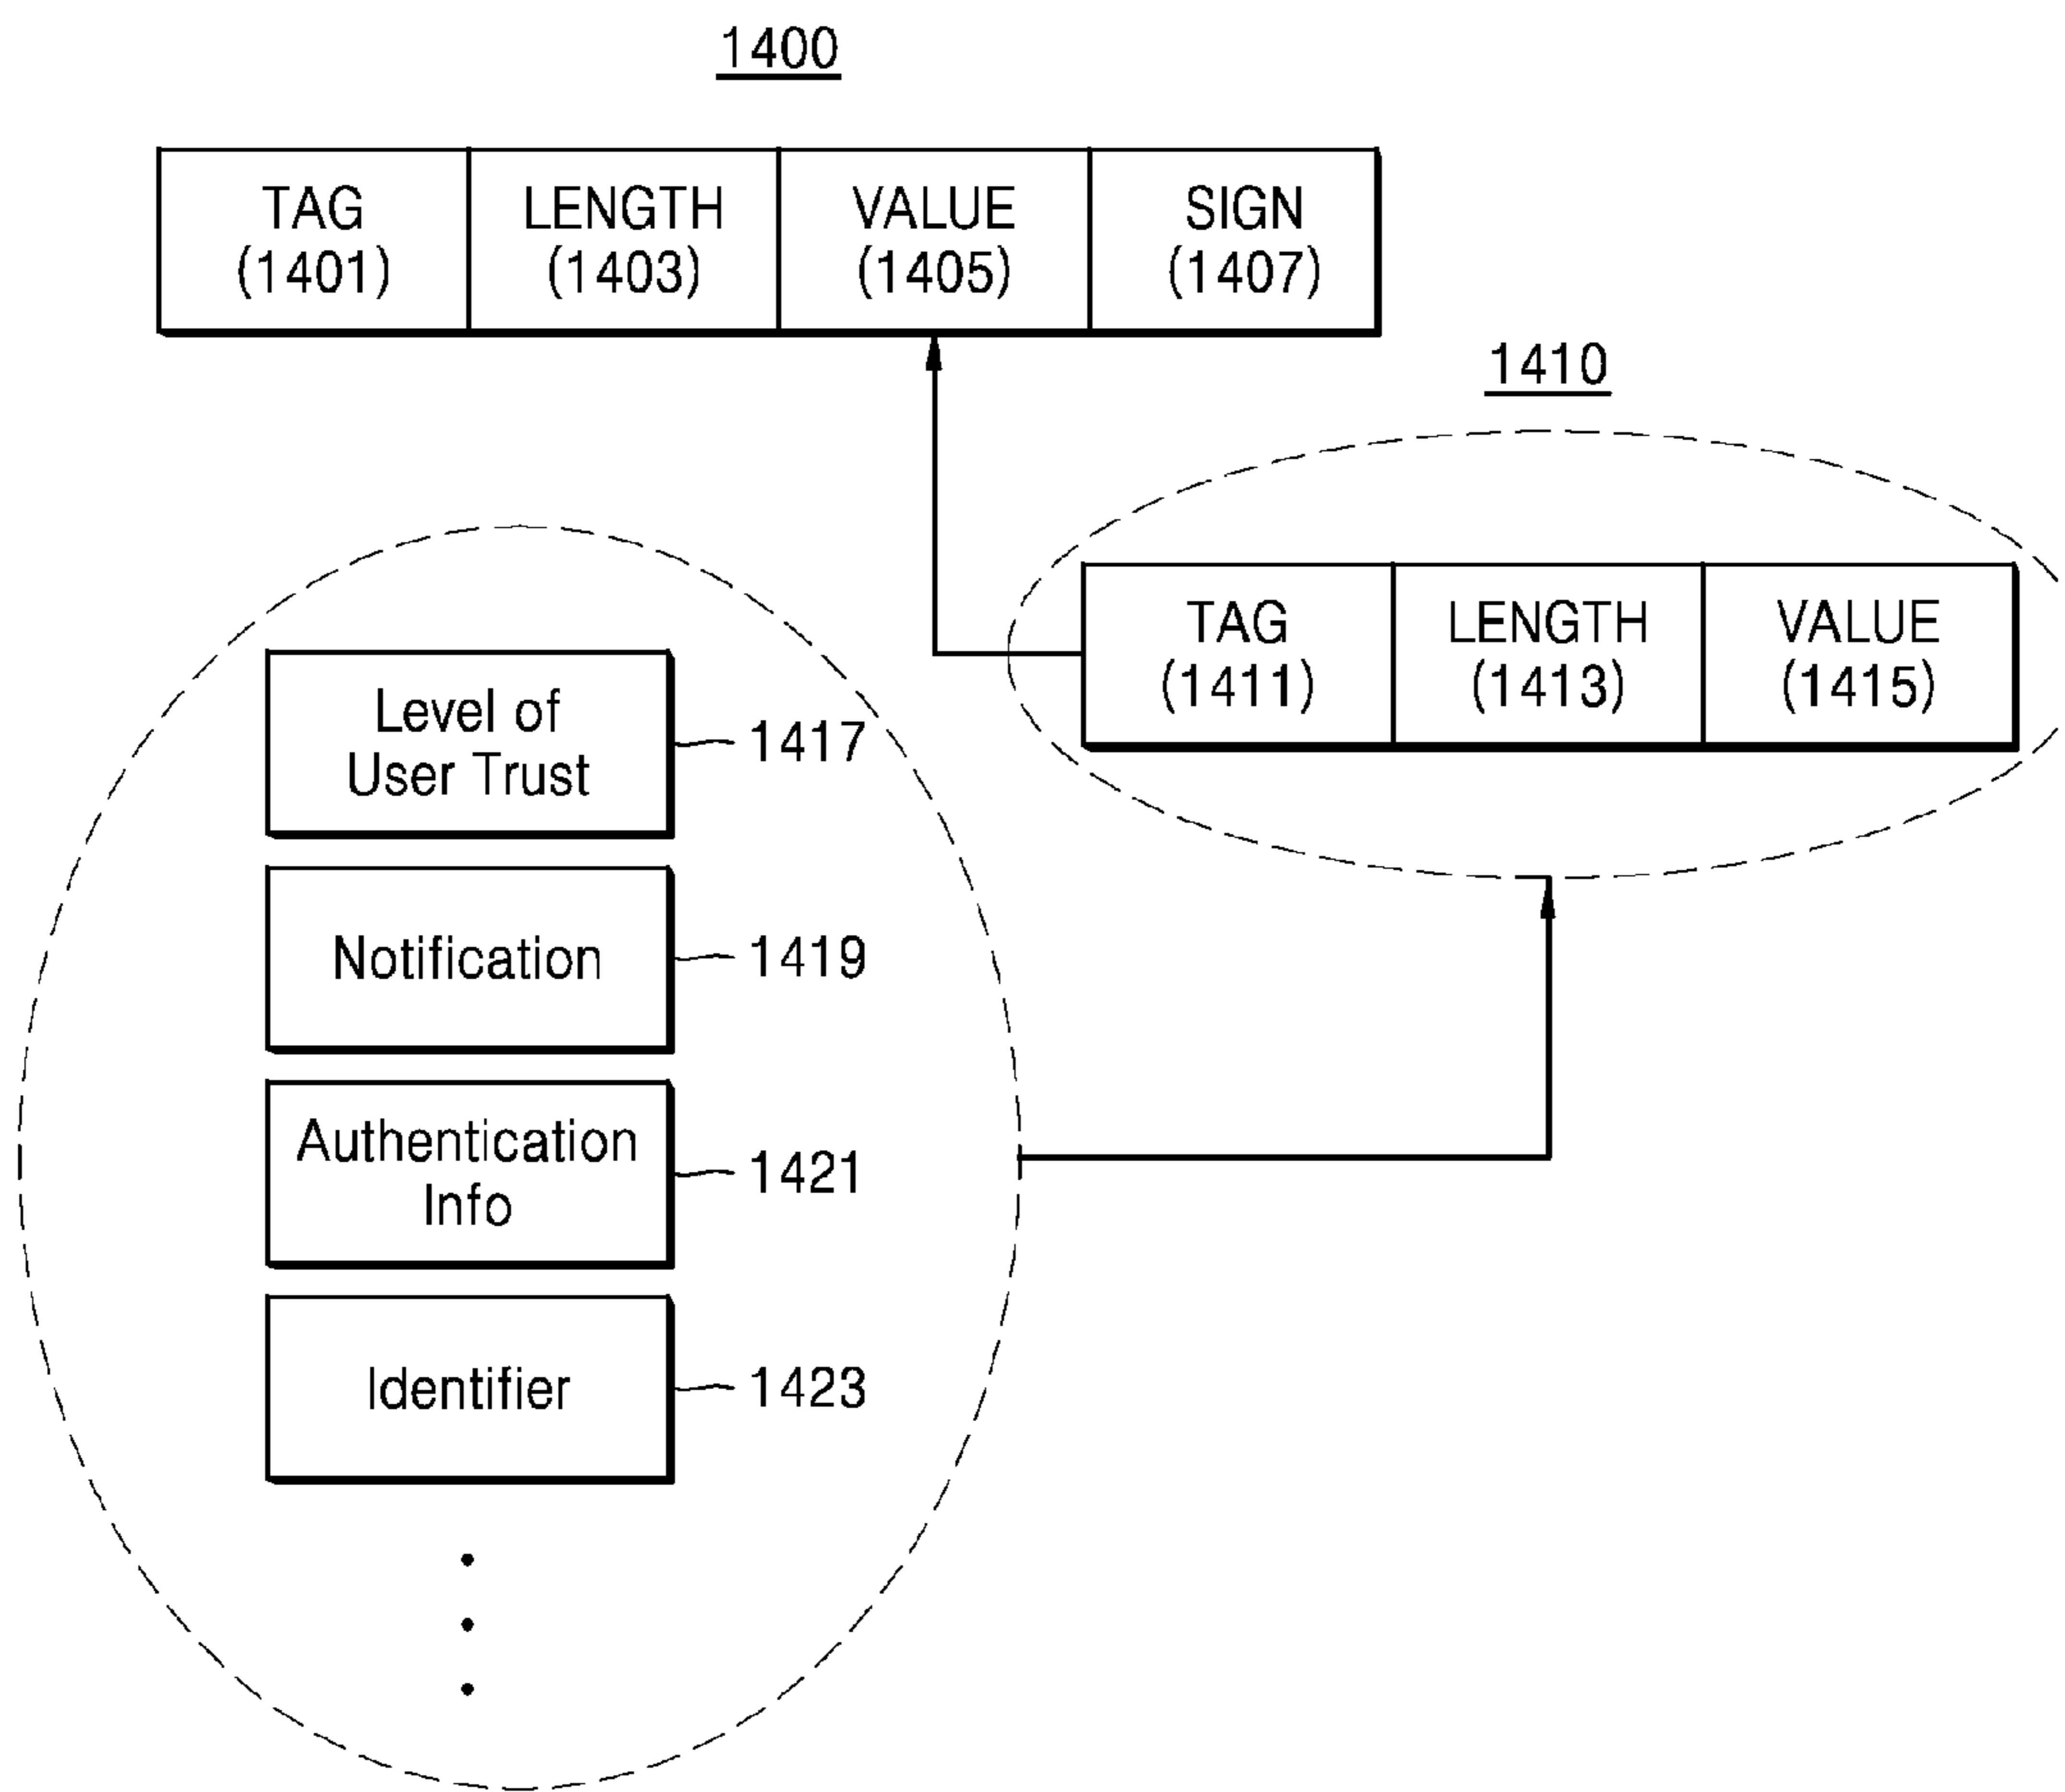 1400
TAG
(1401)
LENGTH
(1403)
VALUE
(1405)
SIGN
(1407)
1410
TAG
(1411)
LENGTH
(1413)
VALUE
(1415)
Level of
User Trust
1417
Notification
1419
Authentication
Info
1421
Identifier
1423